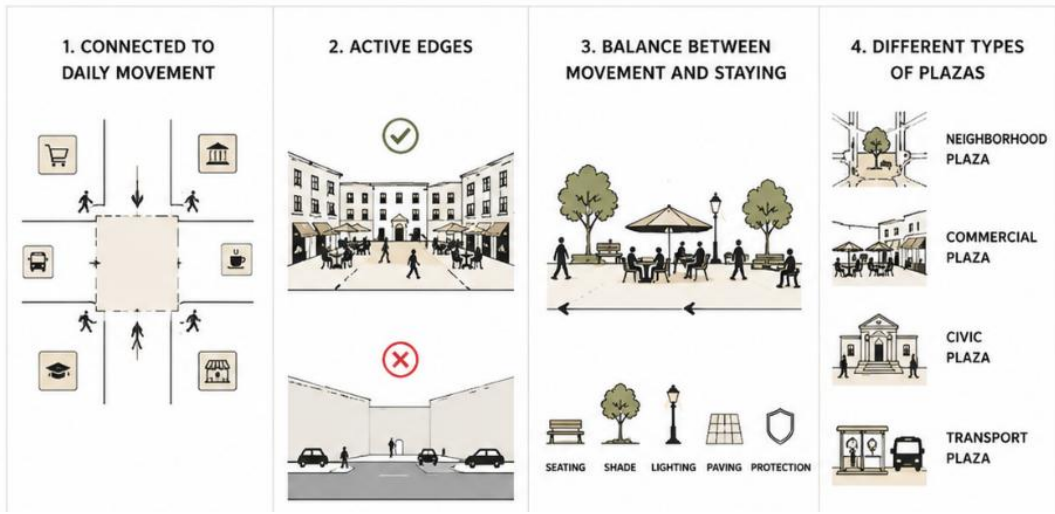 1. CONNECTED TO
DAILY MOVEMENT
2. ACTIVE EDGES
3. BALANCE BETWEEN
MOVEMENT AND STAYING
SEATING
SHADE
LIGHTING
PAVING
PROTECTION
4. DIFFERENT TYPES
OF PLAZAS
NEIGHBORHOOD
PLAZA
COMMERCIAL
PLAZA
CIVIC
PLAZA
TRANSPORT
PLAZA